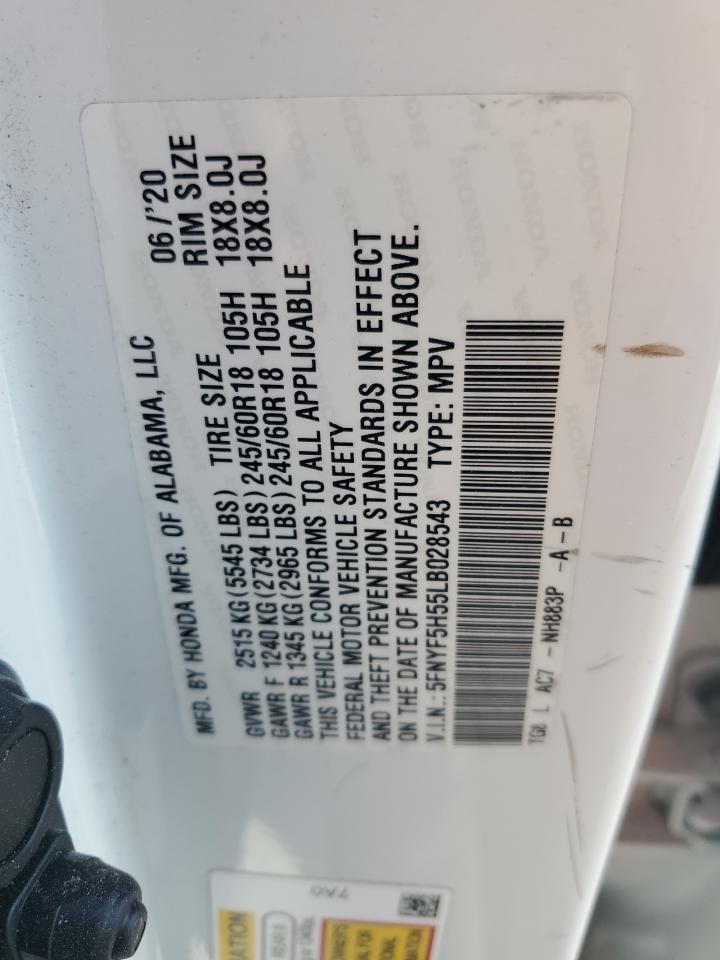 MFD. BY HONDA MFG. OF ALABAMA, LLC 06/'20
TIRE SIZE RIM SIZE
GVWR 2515 KG (5545 LBS)
GAWR F 1240 KG (2734 LBS) 245/60R18 105H 18X8.0J
GAWR R 1345 KG (2965 LBS) 245/60R18 105H 18X8.0J
THIS VEHICLE CONFORMS TO ALL APPLICABLE
FEDERAL MOTOR VEHICLE SAFETY
AND THEFT PREVENTION STANDARDS IN EFFECT
ON THE DATE OF MANUFACTURE SHOWN ABOVE.
V.I.N.: 5FNYF5H55LB028543 TYPE: MPV
TG8 L AC7 -NH883P -A-B
HONDA
7A0
REAR